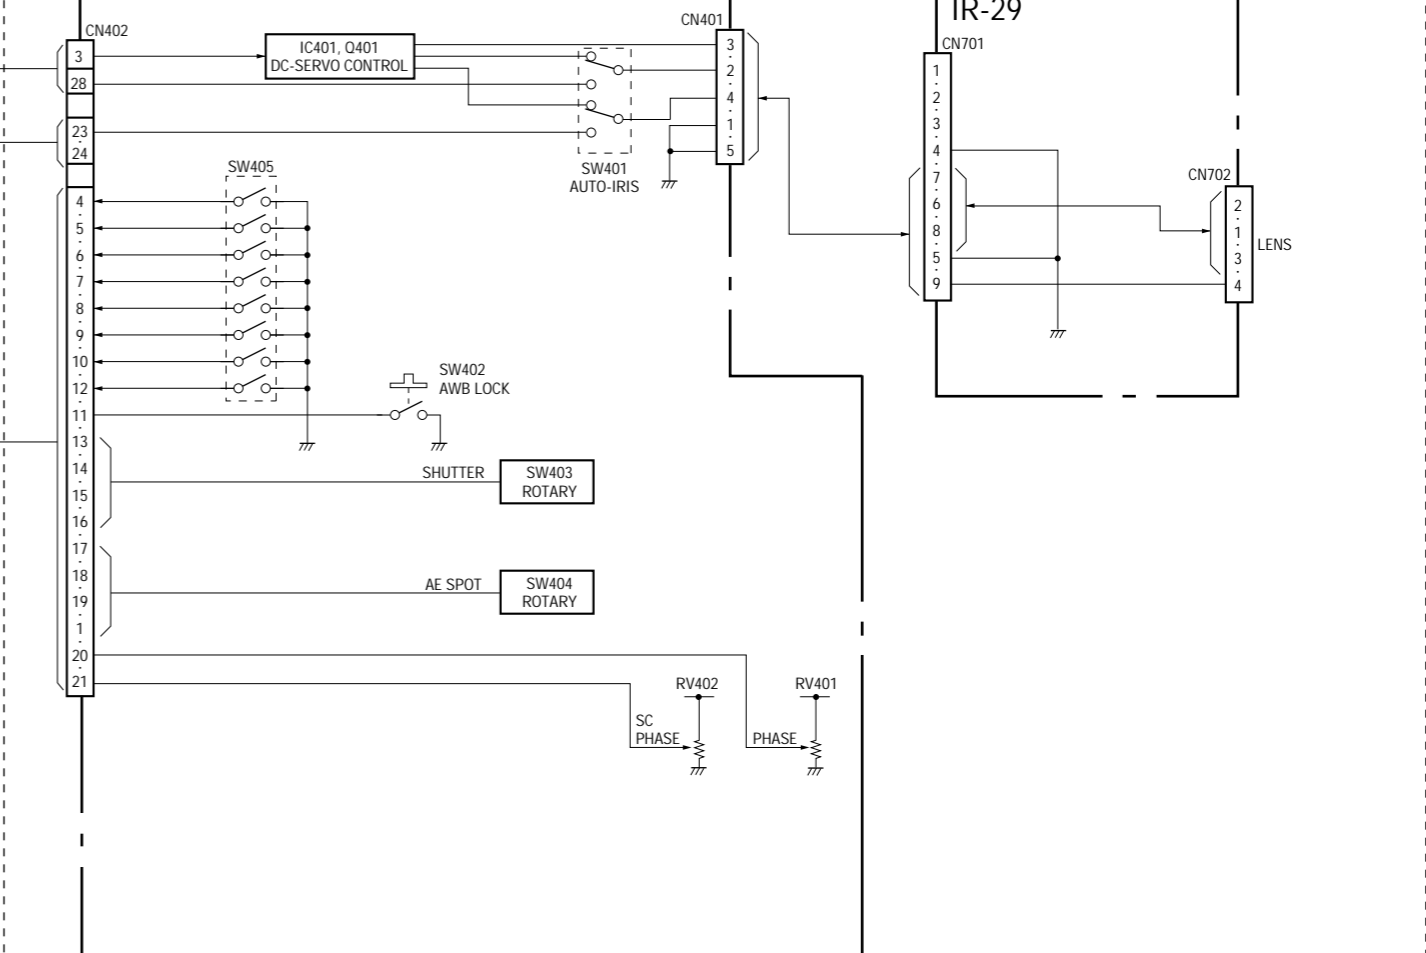 CN402
3
28
23
24
4
5
6
7
8
9
10
12
11
13
14
15
16
17
18
19
1
20
21
IC401, Q401
DC-SERVO CONTROL
SW401
AUTO-IRIS
CN401
3
2
4
1
5
SW405
SW402
AWB LOCK
SHUTTER
SW403
ROTARY
AE SPOT
SW404
ROTARY
RV402
SC
PHASE
RV401
PHASE
IR-29
CN701
1
2
3
4
7
6
8
5
9
CN702
2
1
3
4
LENS